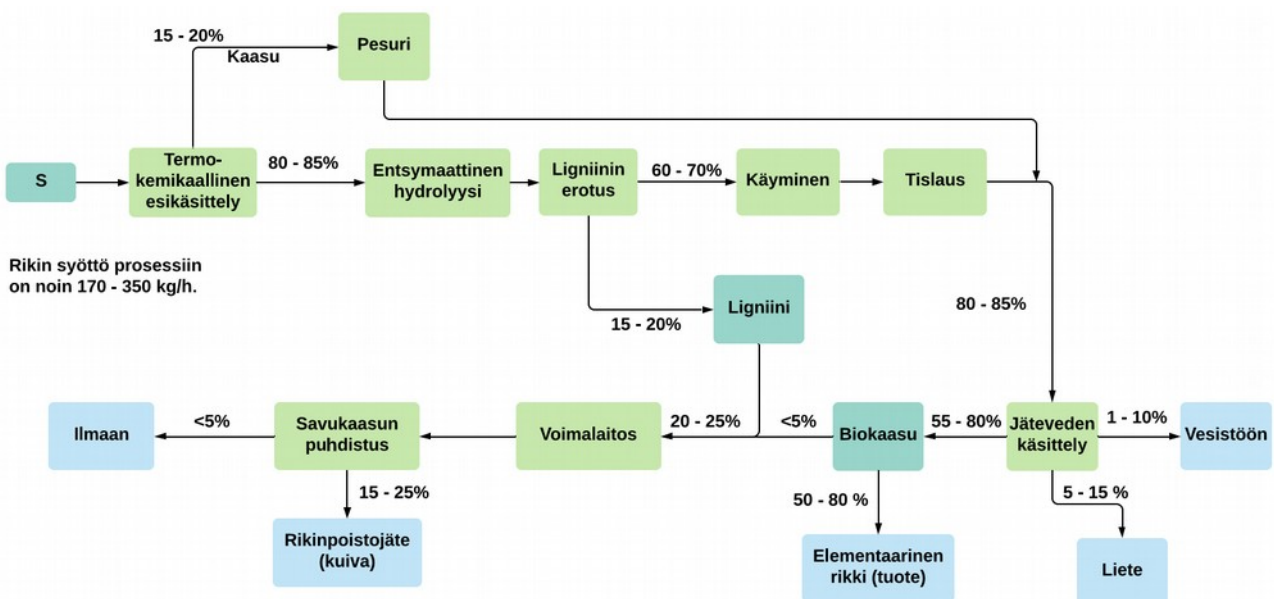 15 - 20%
Kaasu
Pesuri
S
Termo-
kemikaallinen
esikäsittely
80 - 85%
Entsymaattinen
hydrolyysi
Ligniinin
erotus
60 - 70%
Käyminen
Tislaus
Rikin syöttö prosessiin
on noin 170 - 350 kg/h.
15 - 20%
Ligniini
80 - 85%
Ilmaan
<5%
Savukaasun
puhdistus
Voimalaitos
20 - 25%
<5%
Biokaasu
55 - 80%
Jäteveden
käsittely
1 - 10%
Vesistöön
15 - 25%
Rikinpoistojäte
(kuiva)
50 - 80 %
Elementaarinen
rikki (tuote)
5 - 15 %
Liete